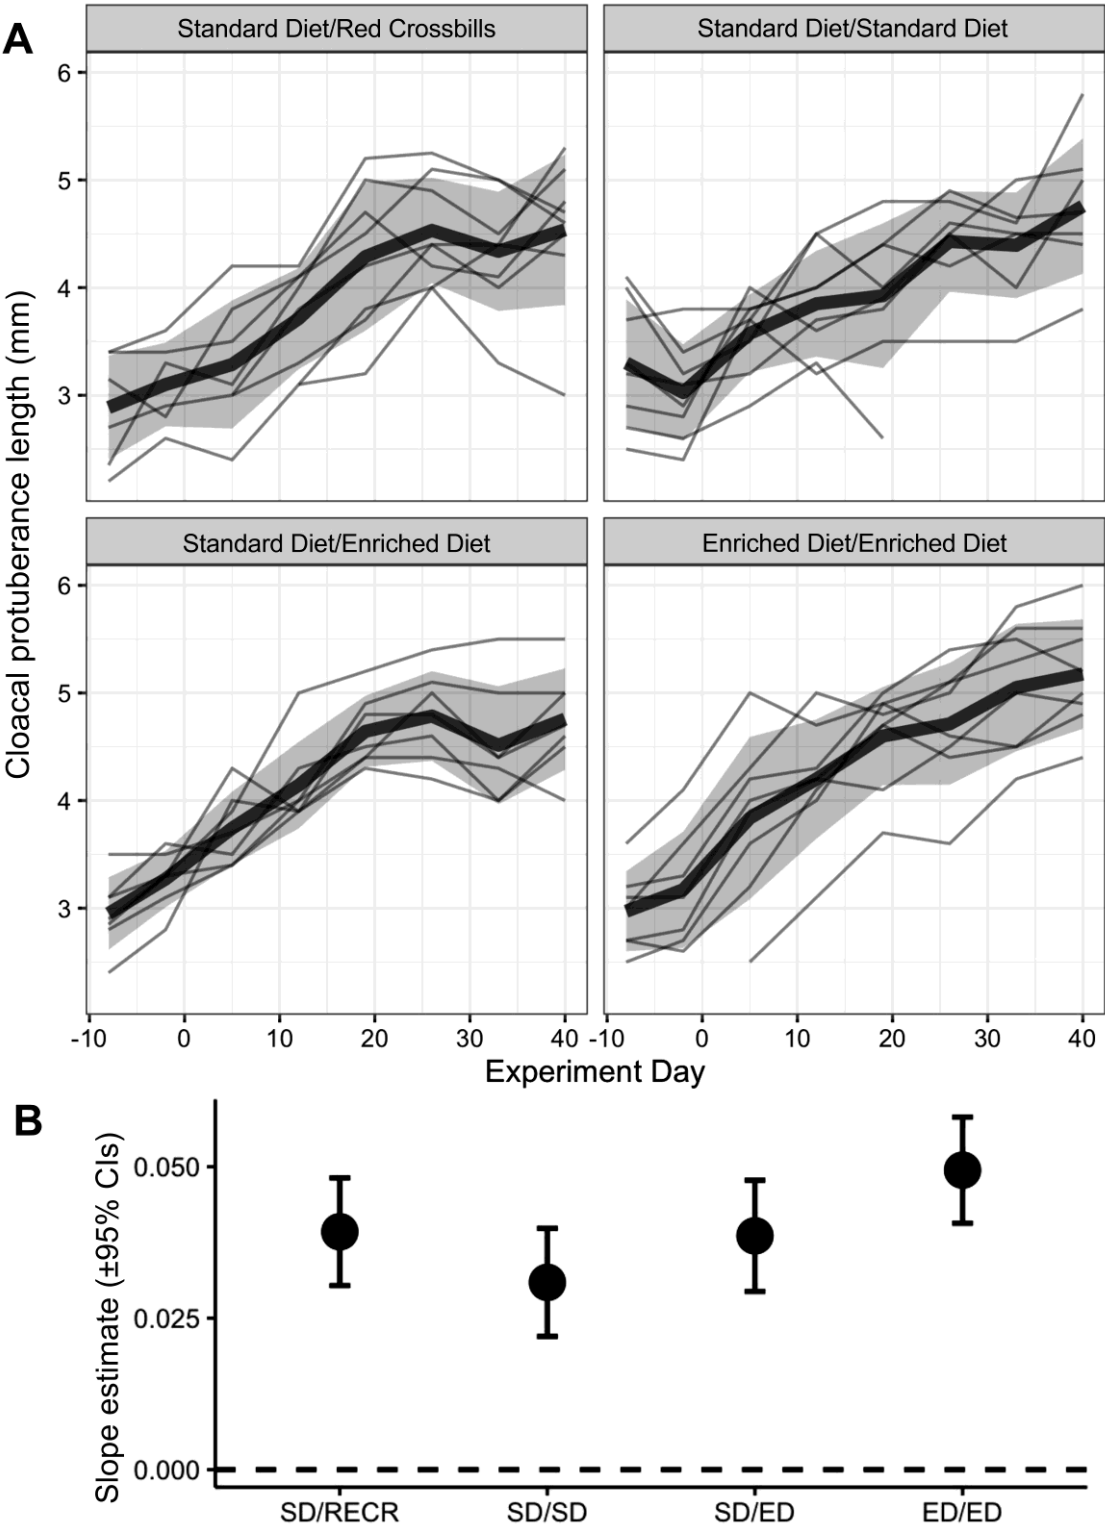 A
Standard Diet/Red Crossbills
Standard Diet/Standard Diet
Cloacal protuberance length (mm)
6
5
4
3
Standard Diet/Enriched Diet
Enriched Diet/Enriched Diet
6
5
4
3
-10 0 10 20 30 40 -10 0 10 20 30 40
Experiment Day
B
Slope estimate (±95% CIs)
0.050
0.025
0.000
SD/RECR SD/SD SD/ED ED/ED